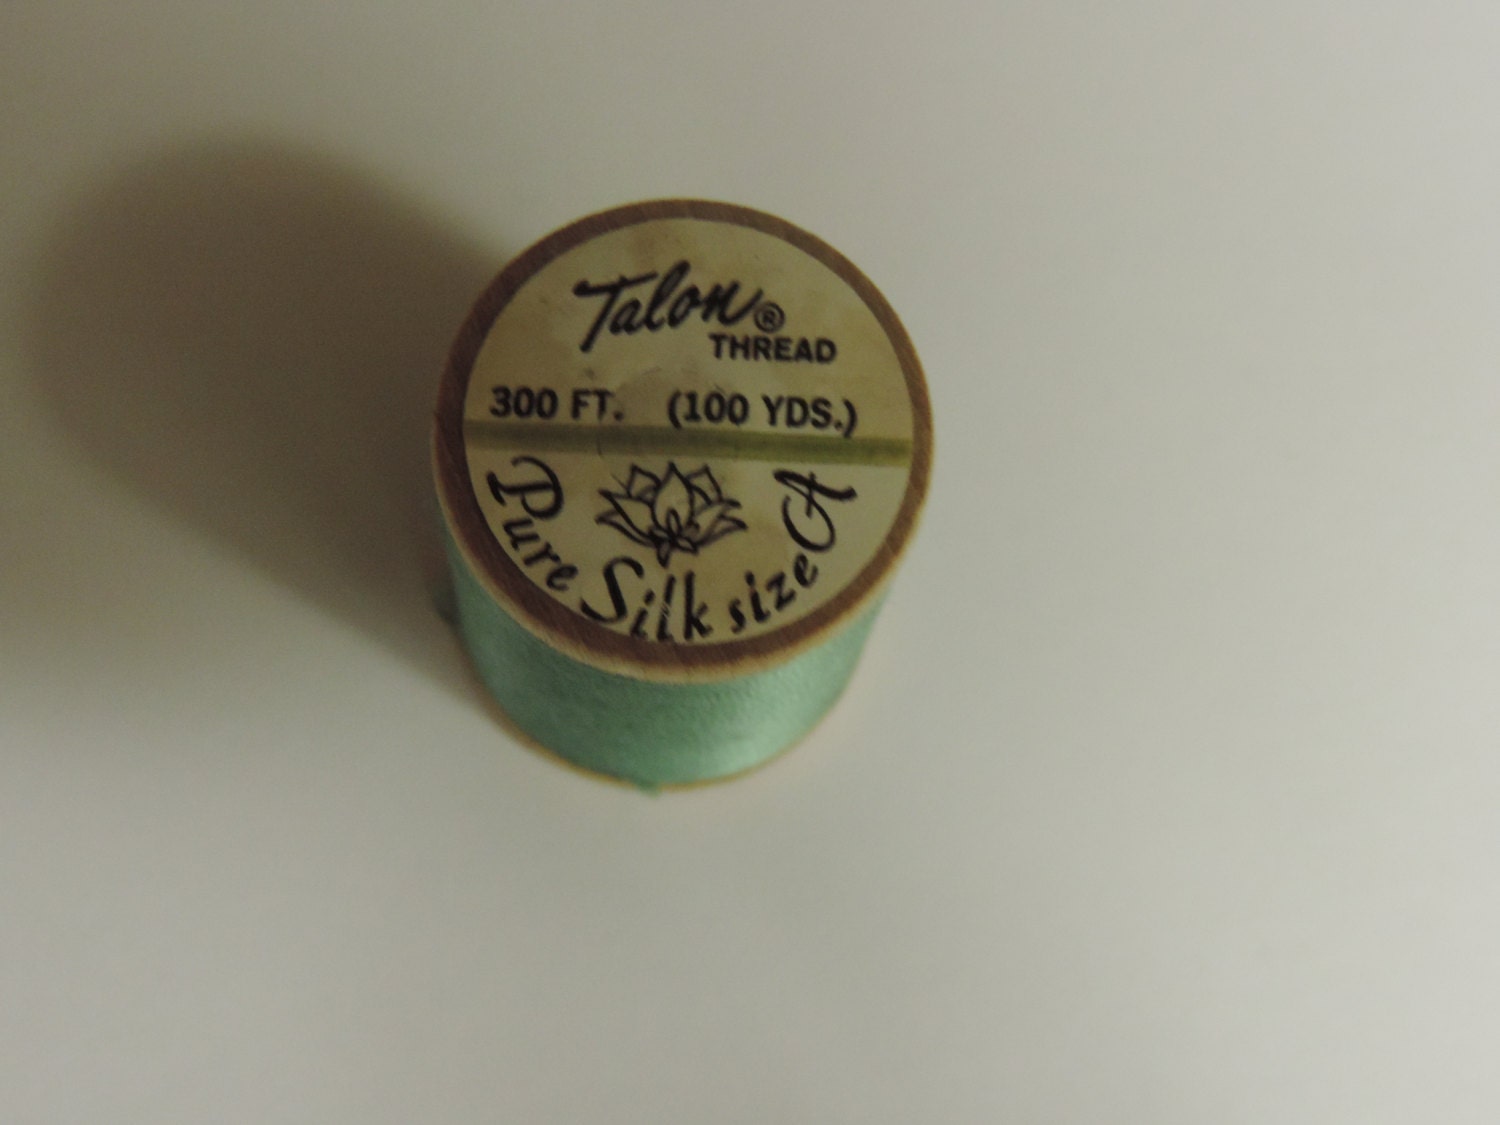 Talon®
THREAD
300 FT. (100 YDS.)
Pure Silk size A